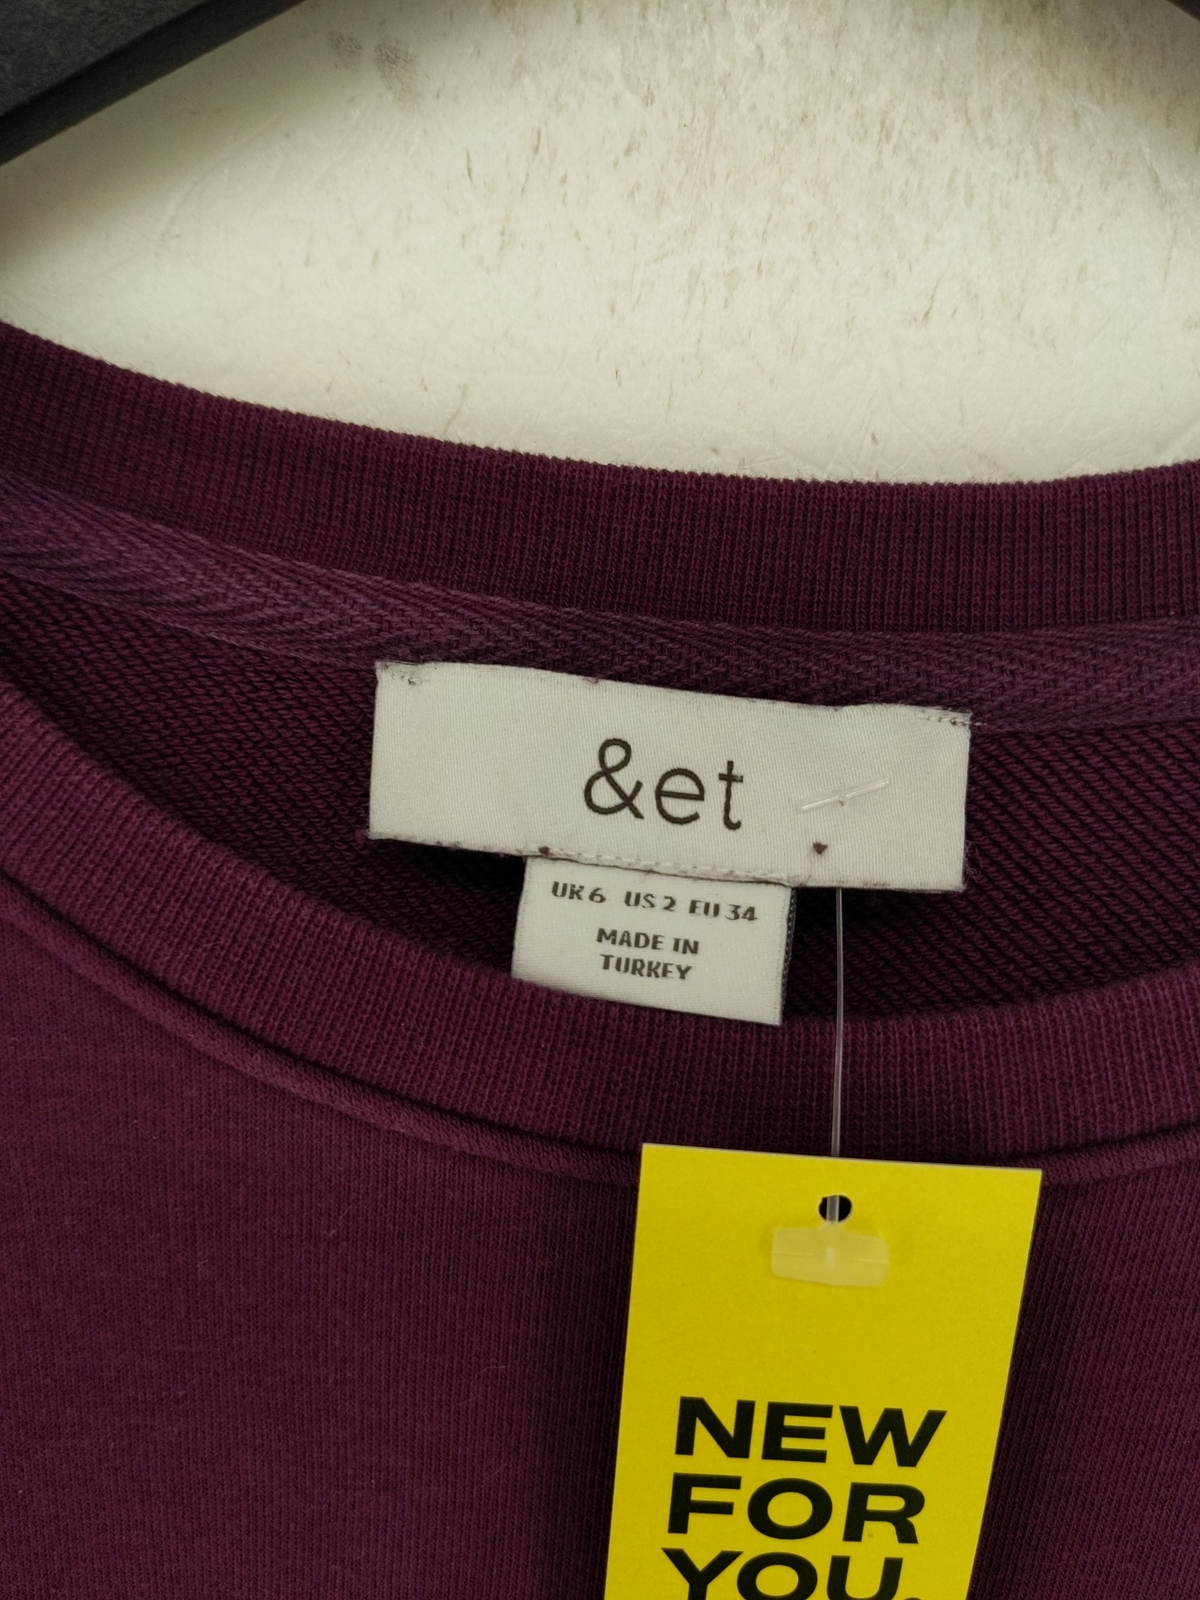 &et
UK 6 US 2 EU 34
MADE IN
TURKEY
NEW
FOR
YOU.